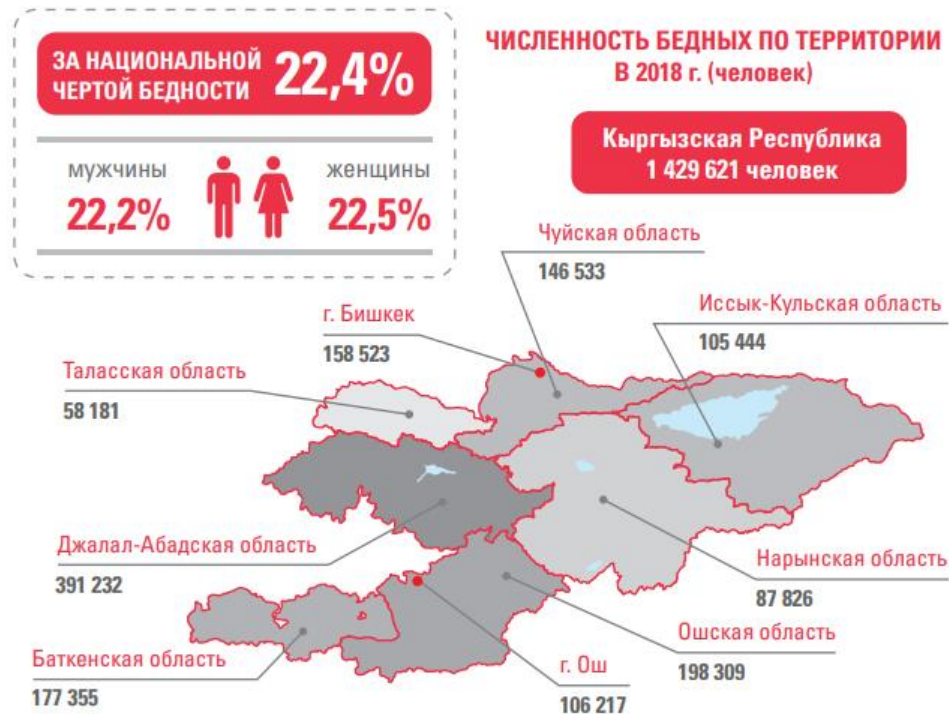 ЗА НАЦИОНАЛЬНОЙ
ЧЕРТОЙ БЕДНОСТИ
22,4%
мужчины
22,2%
женщины
22,5%
ЧИСЛЕННОСТЬ БЕДНЫХ ПО ТЕРРИТОРИИ
В 2018 г. (человек)
Кыргызская Республика
1 429 621 человек
Чуйская область
146 533
Иссык-Кульская область
105 444
г. Бишкек
158 523
Таласская область
58 181
Джалал-Абадская область
391 232
Нарынская область
87 826
Ошская область
198 309
Баткенская область
177 355
г. Ош
106 217